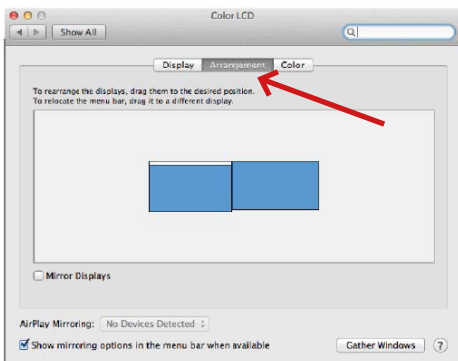 Color LCD
Show All
Display Arrangement Color
To rearrange the displays, drag them to the desired position.
To relocate the menu bar, drag it to a different display.
Mirror Displays
AirPlay Mirroring: No Devices Detected
Show mirroring options in the menu bar when available
Gather Windows ?